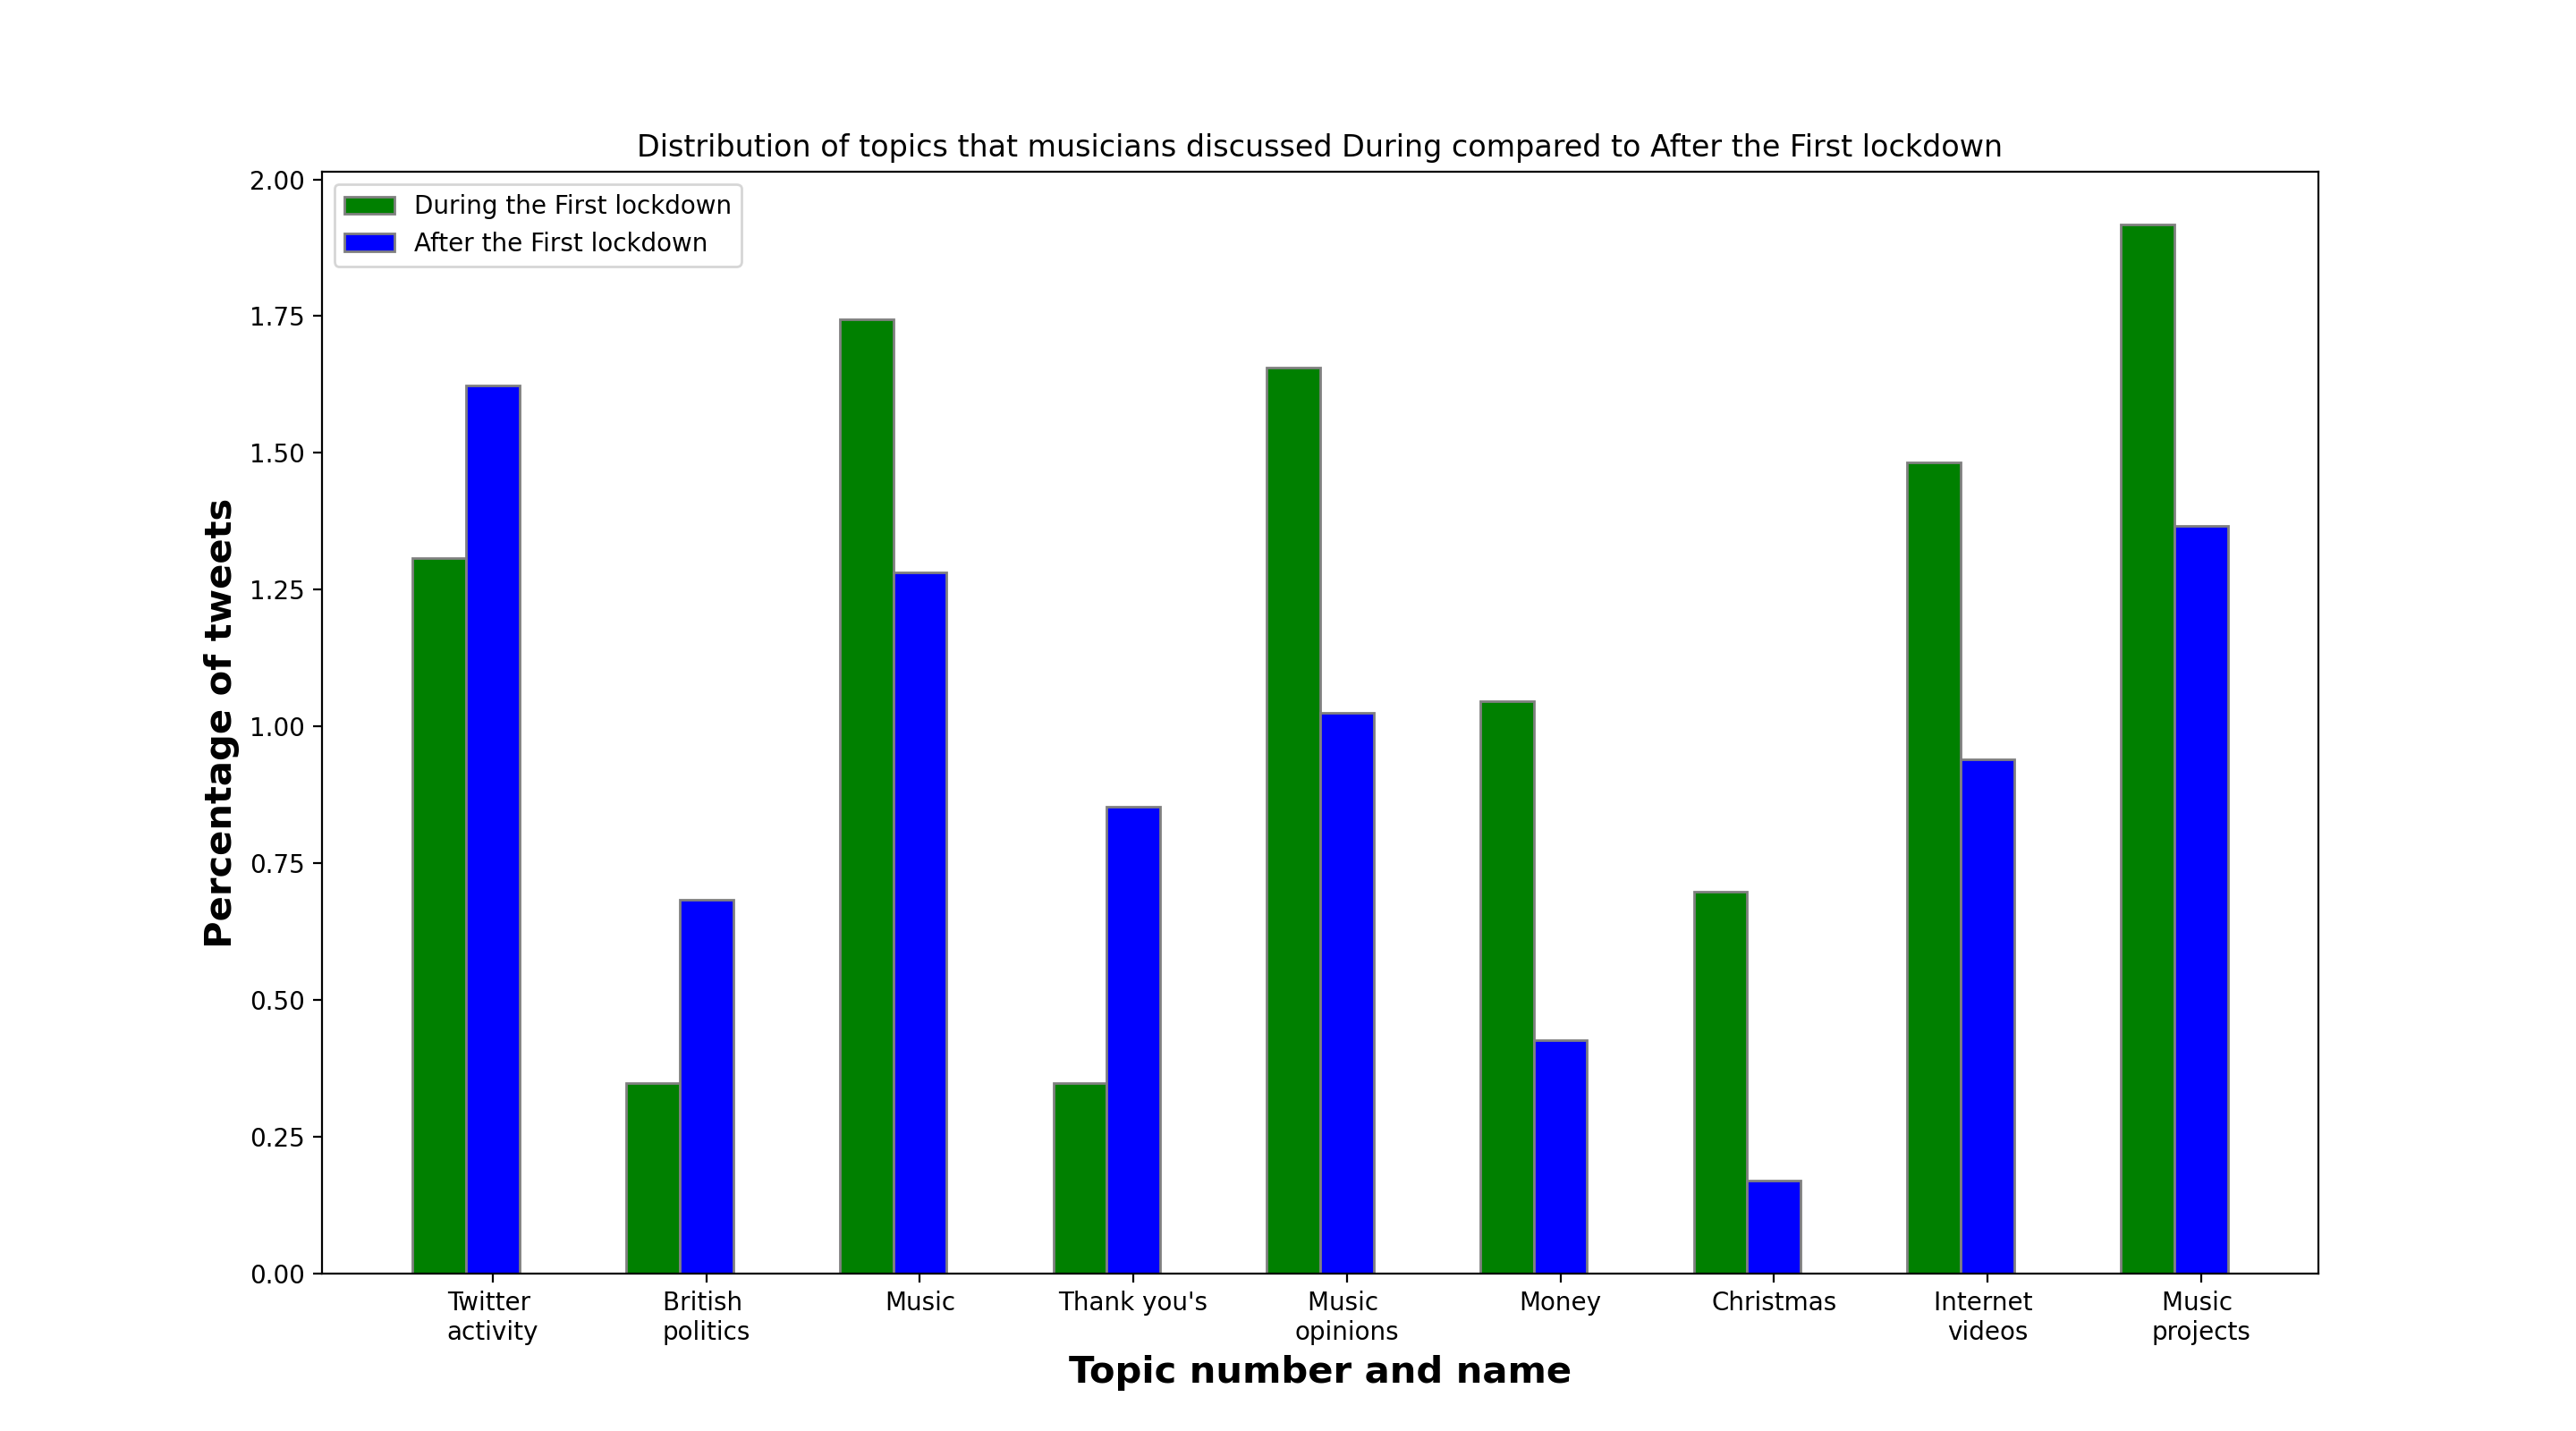 Distribution of topics that musicians discussed During compared to After the First lockdown
During the First lockdown
After the First lockdown
Percentage of tweets
2.00
1.75
1.50
1.25
1.00
0.75
0.50
0.25
0.00
Twitter
activity
British
politics
Music
Thank you's
Music
opinions
Money
Christmas
Internet
videos
Music
projects
Topic number and name